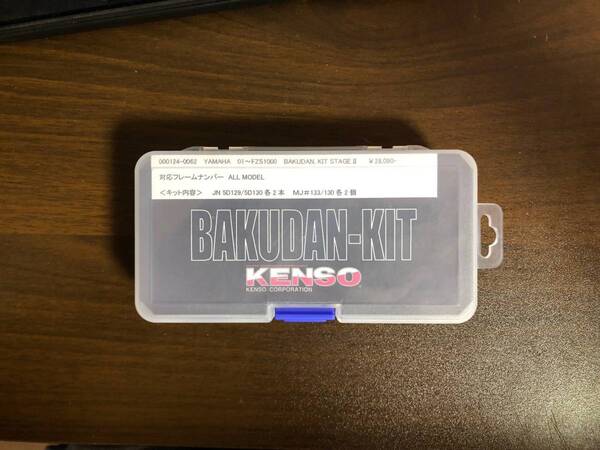 000124-0062 YAMAHA 01～FZS1000 BAKUDAN. KIT STAGEⅡ ￥28,080-
対応フレームナンバー ALL MODEL
＜キット内容＞ JN 5D129/5D130 各2本 MJ#133/130 各2個
BAKUDAN-KIT
KENSO
KENSO CORPORATION